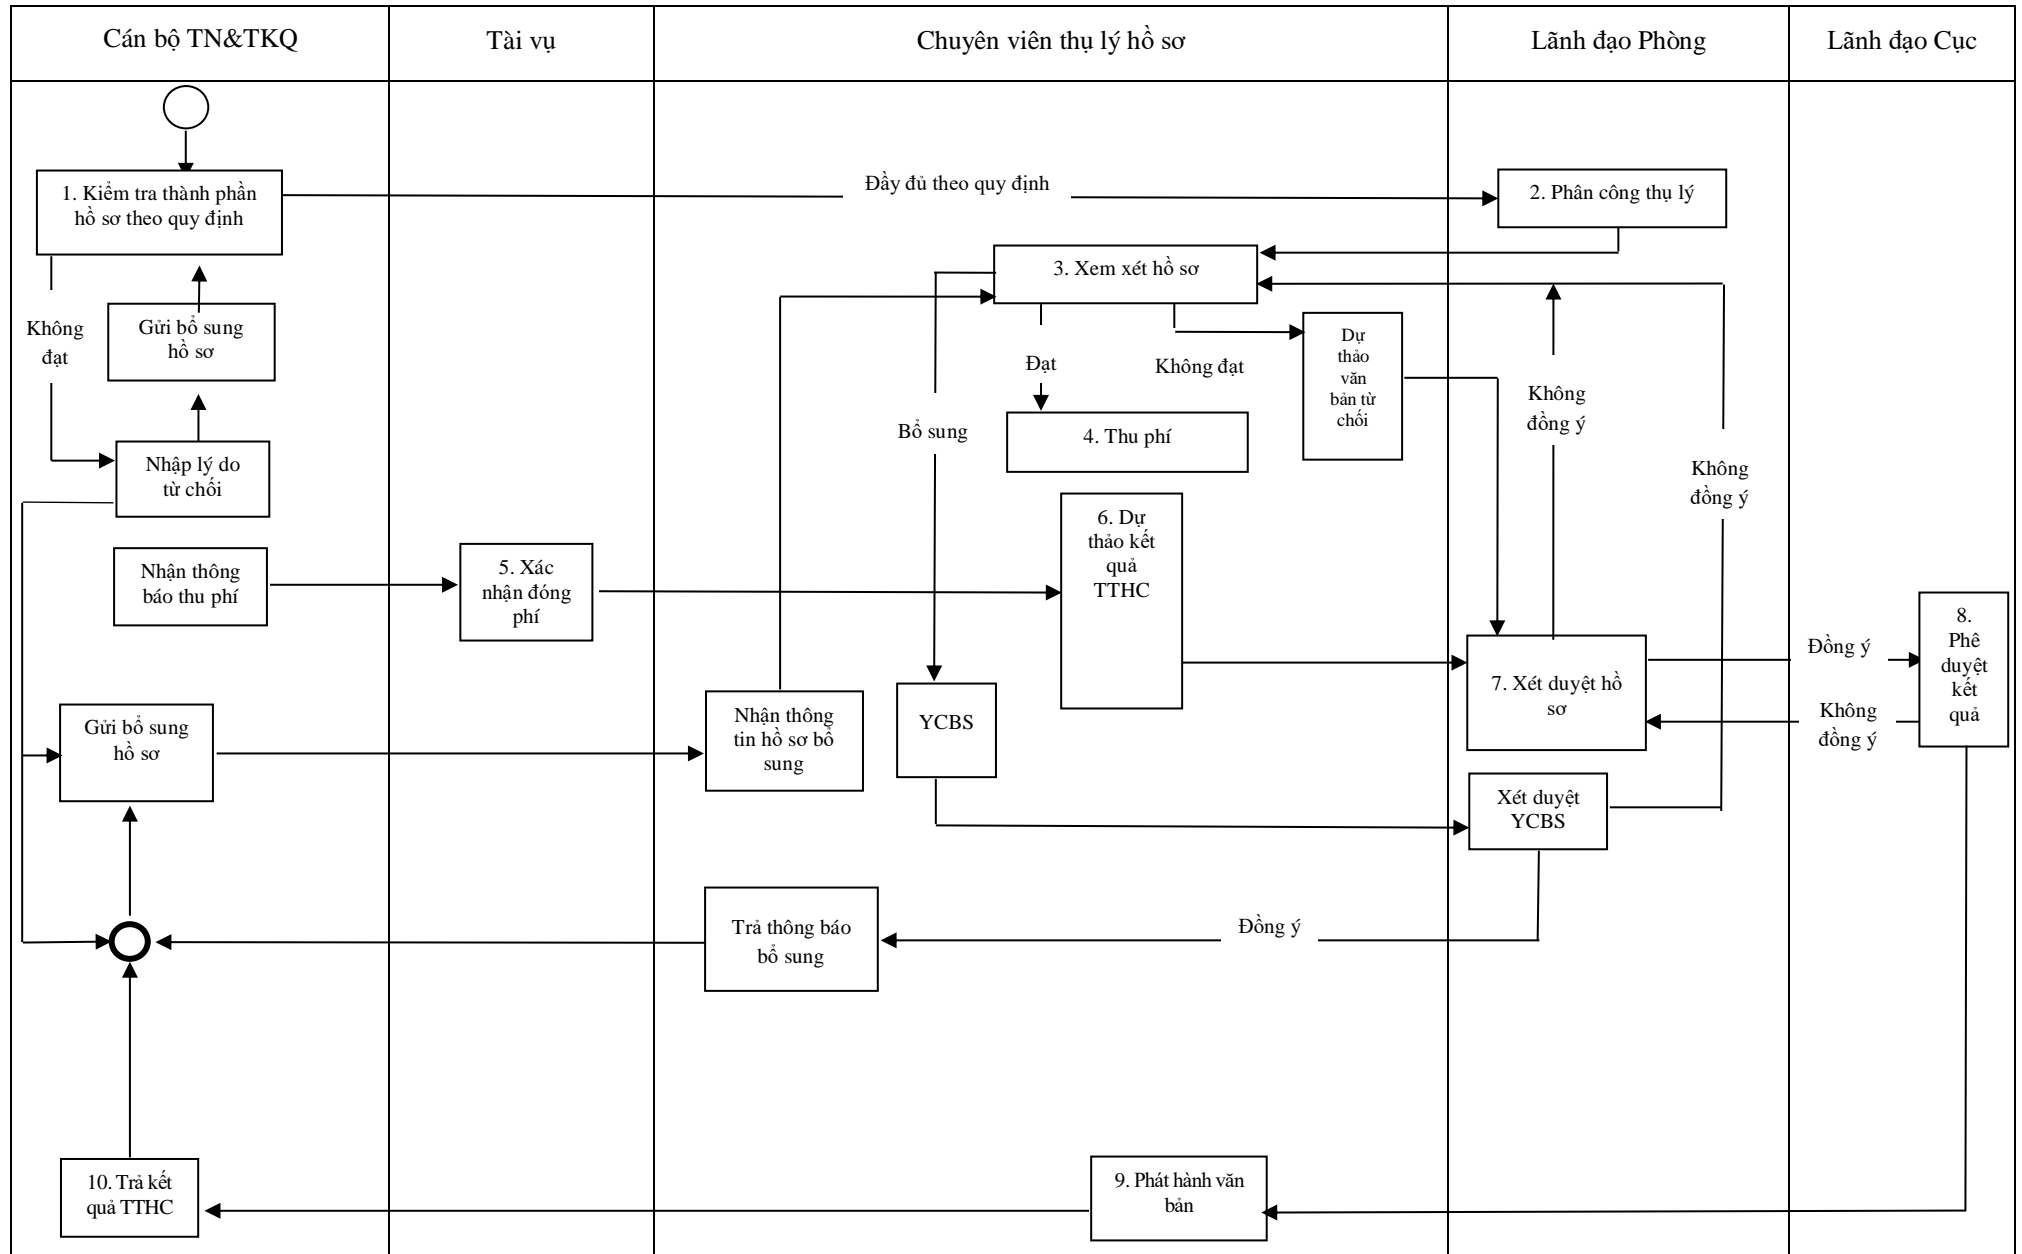 Cán bộ TN&TKQ
Tài vụ
Chuyên viên thụ lý hồ sơ
Lãnh đạo Phòng
Lãnh đạo Cục
1. Kiểm tra thành phần
hồ sơ theo quy định
Đầy đủ theo quy định
2. Phân công thụ lý
3. Xem xét hồ sơ
Không
đạt
Gửi bổ sung
hồ sơ
Đạt
Không đạt
Dự
thảo
văn
bản từ
chối
Không
đồng ý
Bổ sung
4. Thu phí
Nhập lý do
từ chối
Không
đồng ý
6. Dự
thảo kết
quả
TTHC
Nhận thông
báo thu phí
5. Xác
nhận đóng
phí
Đồng ý
8.
Phê
duyệt
kết
quả
7. Xét duyệt hồ
sơ
Không
đồng ý
Gửi bổ sung
hồ sơ
Nhận thông
tin hồ sơ bổ
sung
YCBS
Xét duyệt
YCBS
Trả thông báo
bổ sung
Đồng ý
10. Trả kết
quả TTHC
9. Phát hành văn
bản